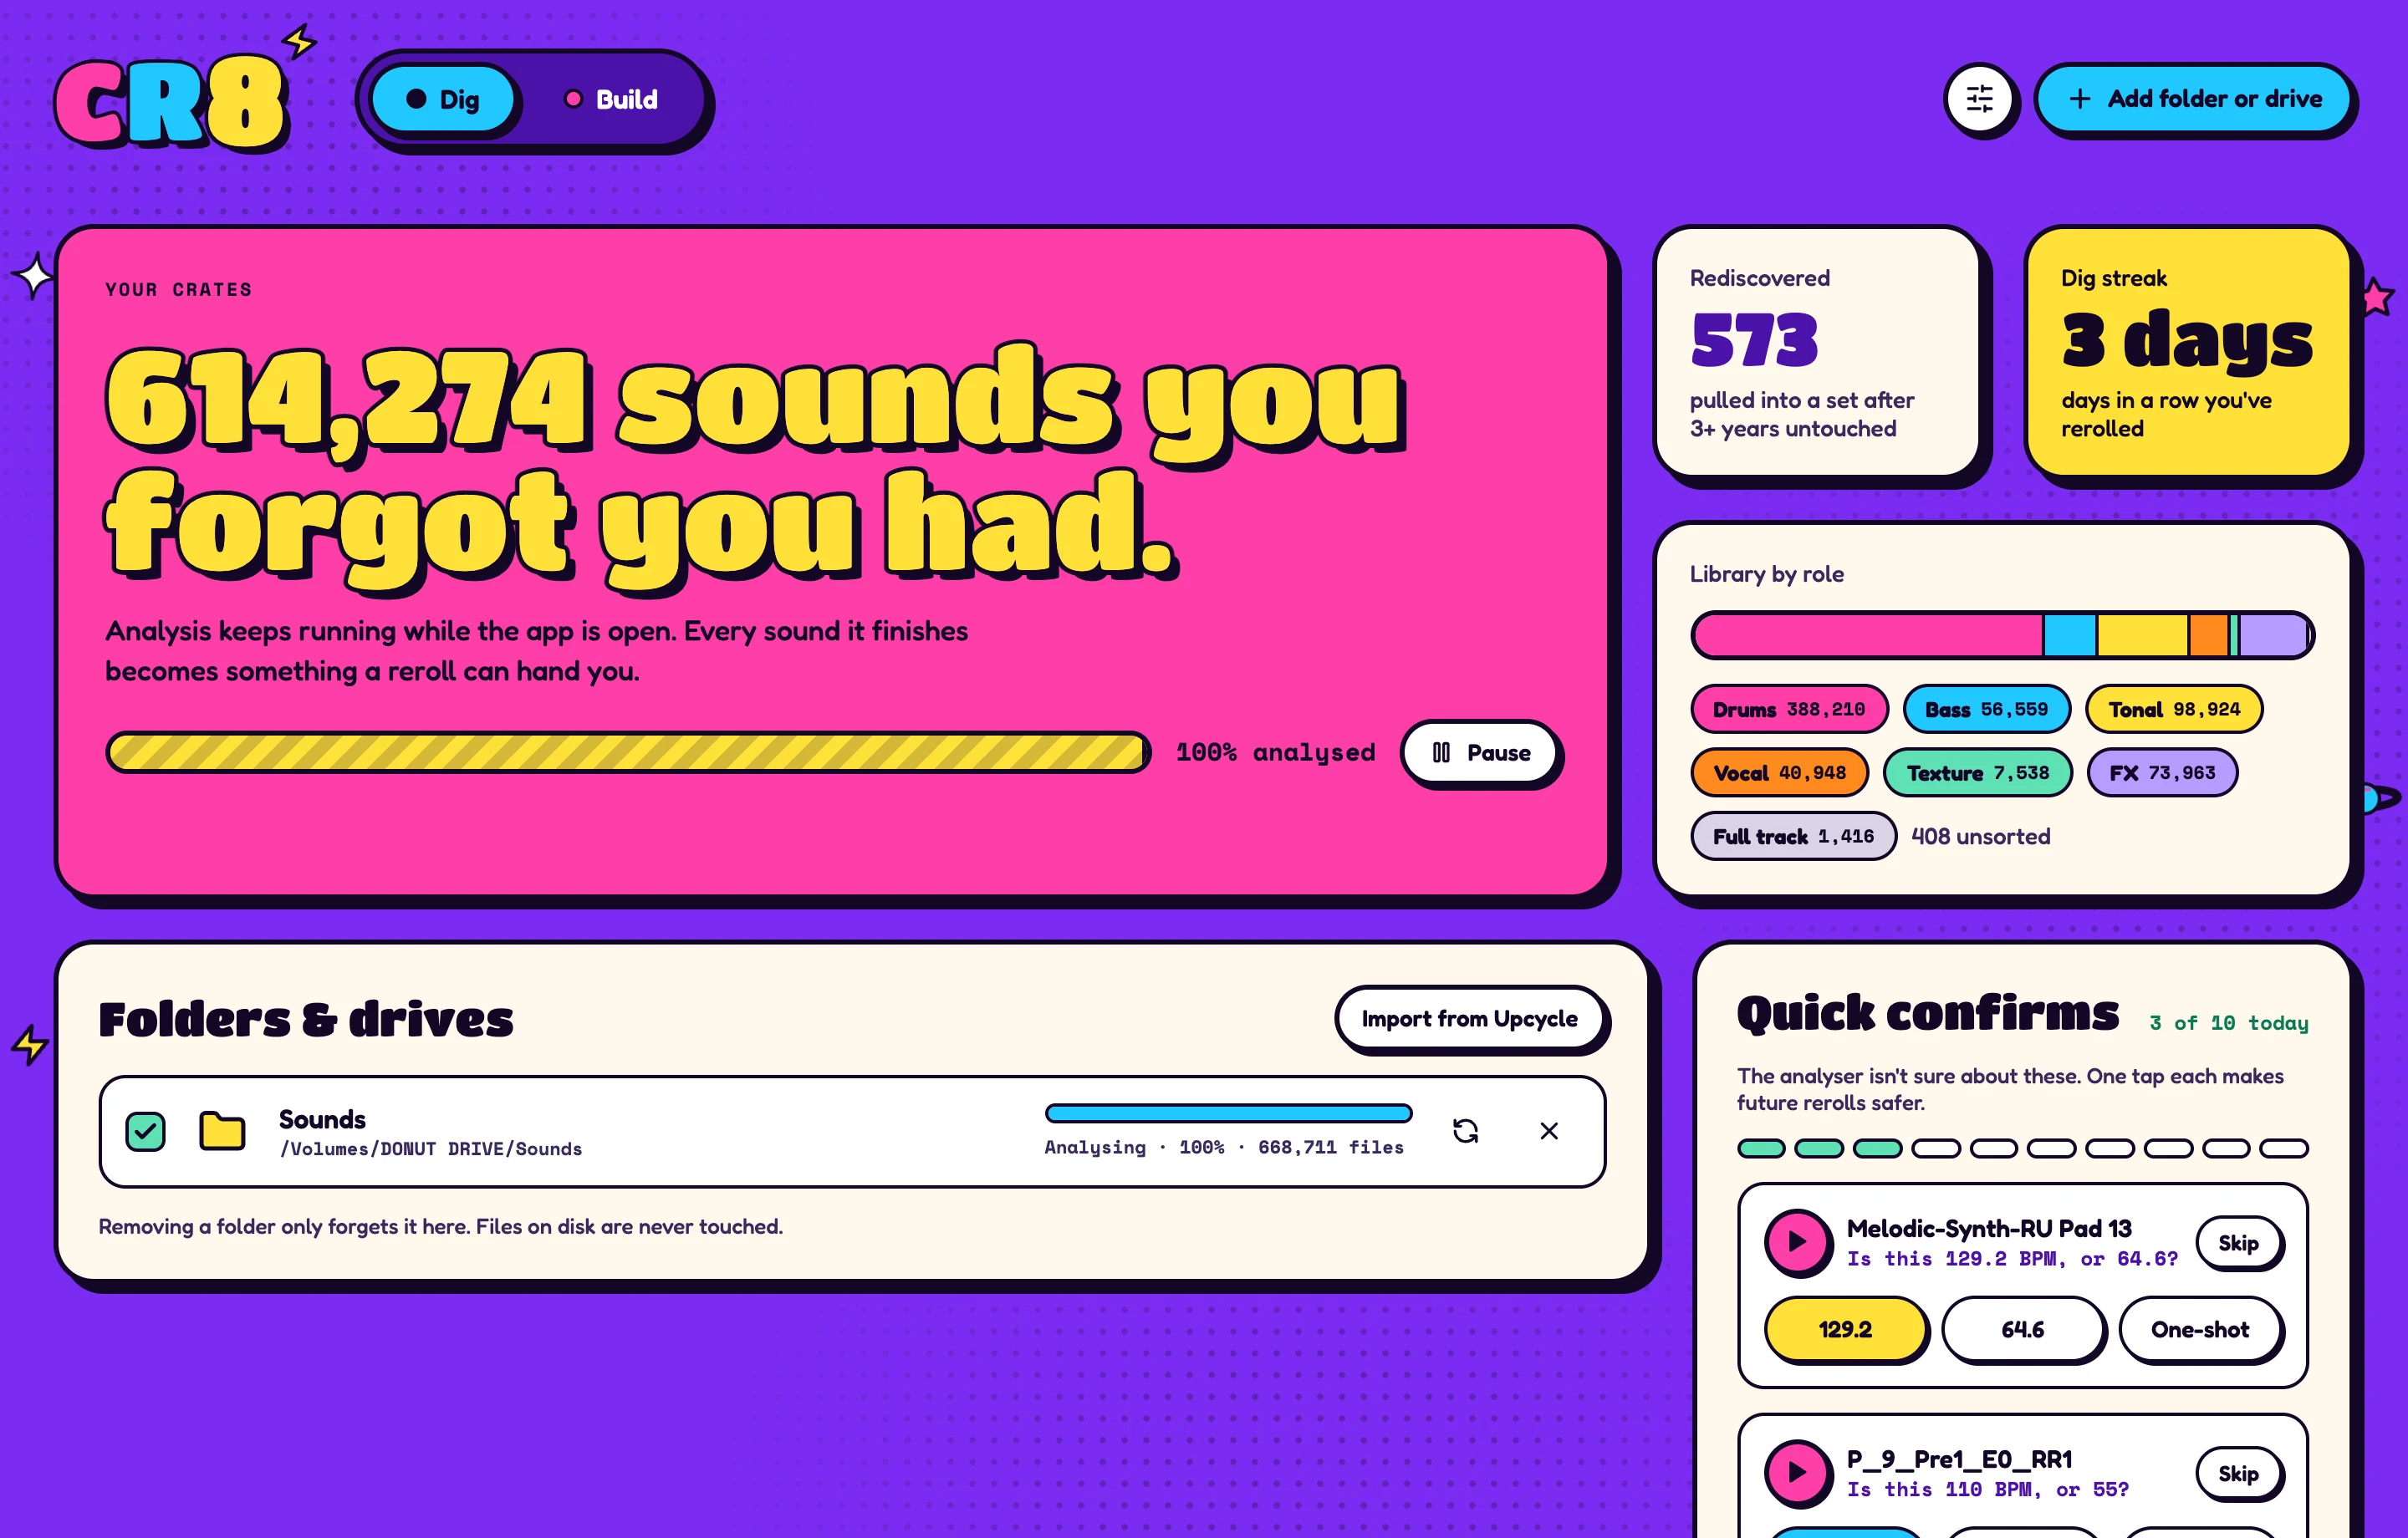 CR8
Dig
Build
Add folder or drive
YOUR CRATES
614,274 sounds you
forgot you had.
Analysis keeps running while the app is open. Every sound it finishes
becomes something a reroll can hand you.
100% analysed
Pause
Rediscovered
573
pulled into a set after
3+ years untouched
Dig streak
3 days
days in a row you've
rerolled
Library by role
Drums 388,210
Bass 56,559
Tonal 98,924
Vocal 40,948
Texture 7,538
FX 73,963
Full track 1,416
408 unsorted
Folders & drives
Import from Upcycle
Sounds
/Volumes/DONUT DRIVE/Sounds
Analysing · 100% · 668,711 files
Removing a folder only forgets it here. Files on disk are never touched.
Quick confirms
3 of 10 today
The analyser isn't sure about these. One tap each makes
future rerolls safer.
Melodic-Synth-RU Pad 13
Is this 129.2 BPM, or 64.6?
Skip
129.2
64.6
One-shot
P_9_Pre1_E0_RR1
Is this 110 BPM, or 55?
Skip